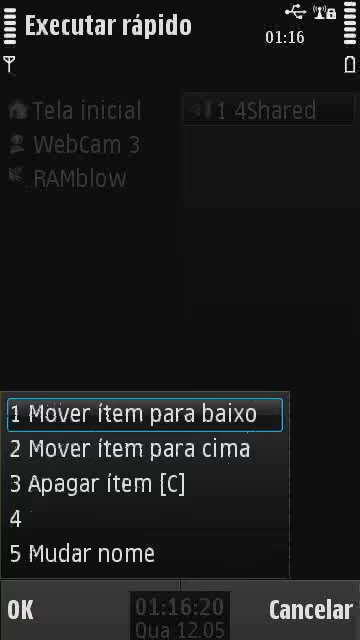 Executar rápido
01:16
Tela inicial
1 4Shared
WebCam 3
RAMblow
1 Mover ítem para baixo
2 Mover ítem para cima
3 Apagar ítem [C]
4
5 Mudar nome
OK
01:16:20
Cancelar
Qua 12.05